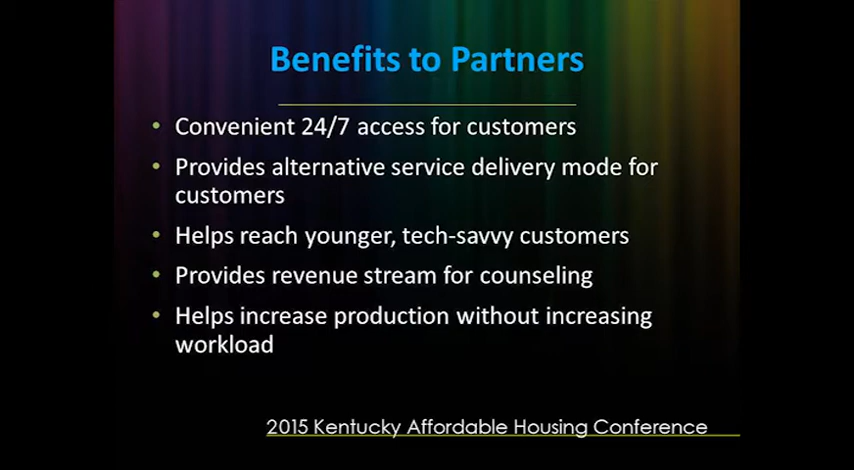 Benefits to Partners
• Convenient 24/7 access for customers
• Provides alternative service delivery mode for
customers
• Helps reach younger, tech-savvy customers
• Provides revenue stream for counseling
• Helps increase production without increasing
workload
2015 Kentucky Affordable Housing Conference